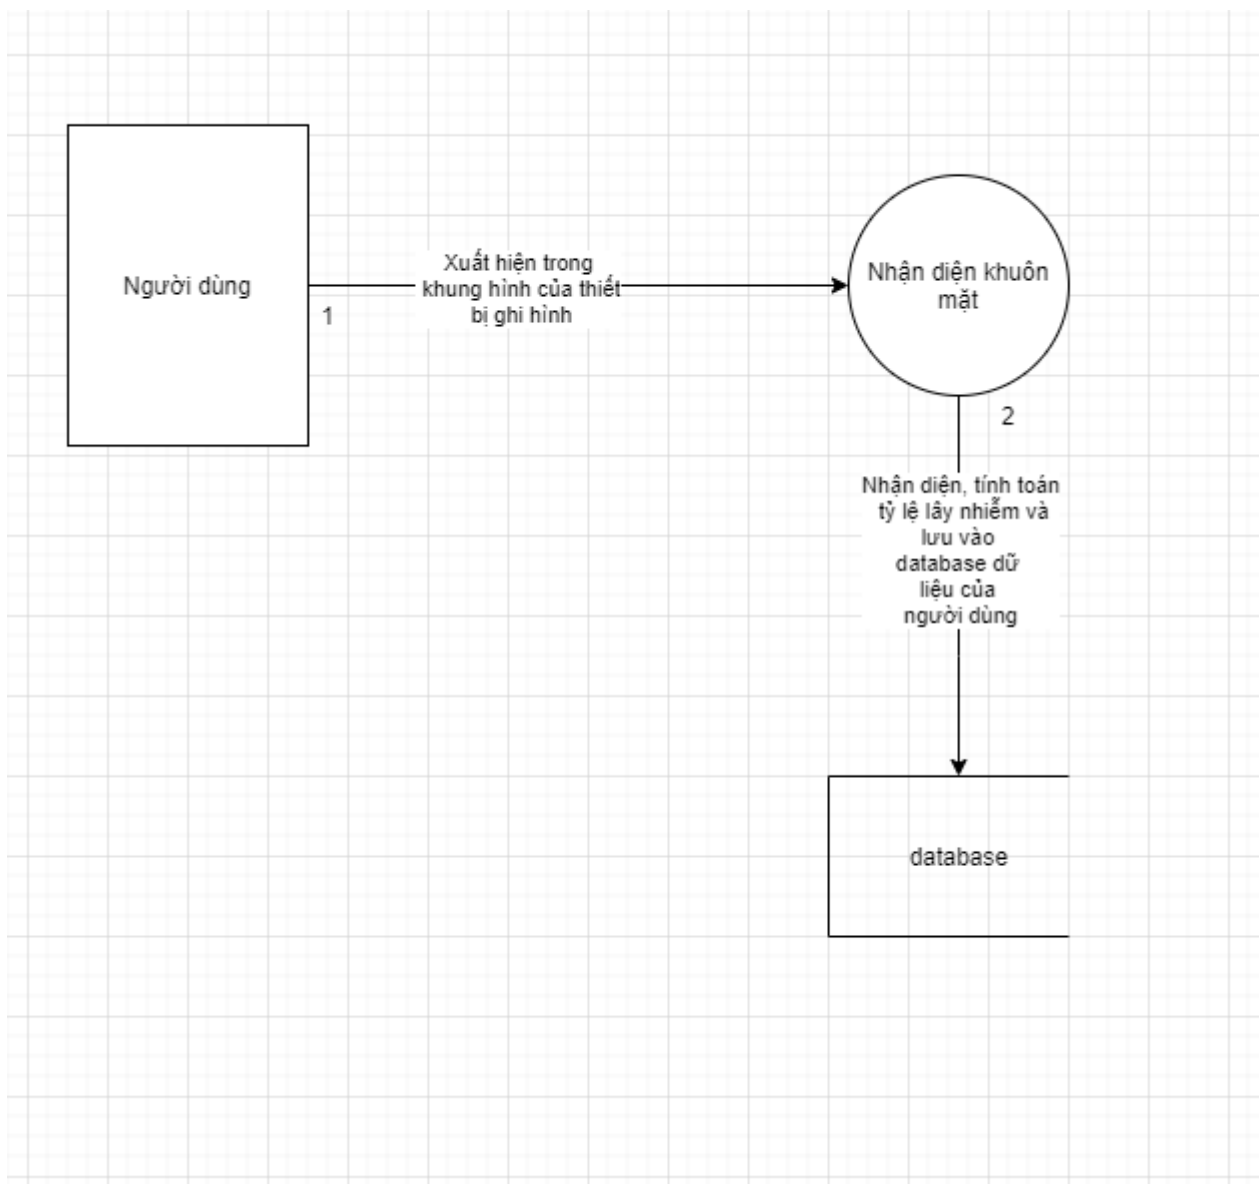 Người dùng
1
Xuất hiện trong
khung hình của thiết
bị ghi hình
Nhận diện khuôn
mặt
2
Nhận diện, tính toán
tỷ lệ lây nhiễm và
lưu vào
database dữ
liệu của
người dùng
database